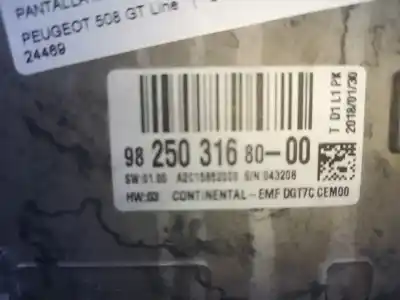 PANTALLA
PEUGEOT 508 GT Line
24469
T D1 L1 PK
2018/01/30
98 250 316 80-00
SW:01.00 A2C15852000 S/N:043208
HW:03 CONTINENTAL-EMF DGT7C CEM00